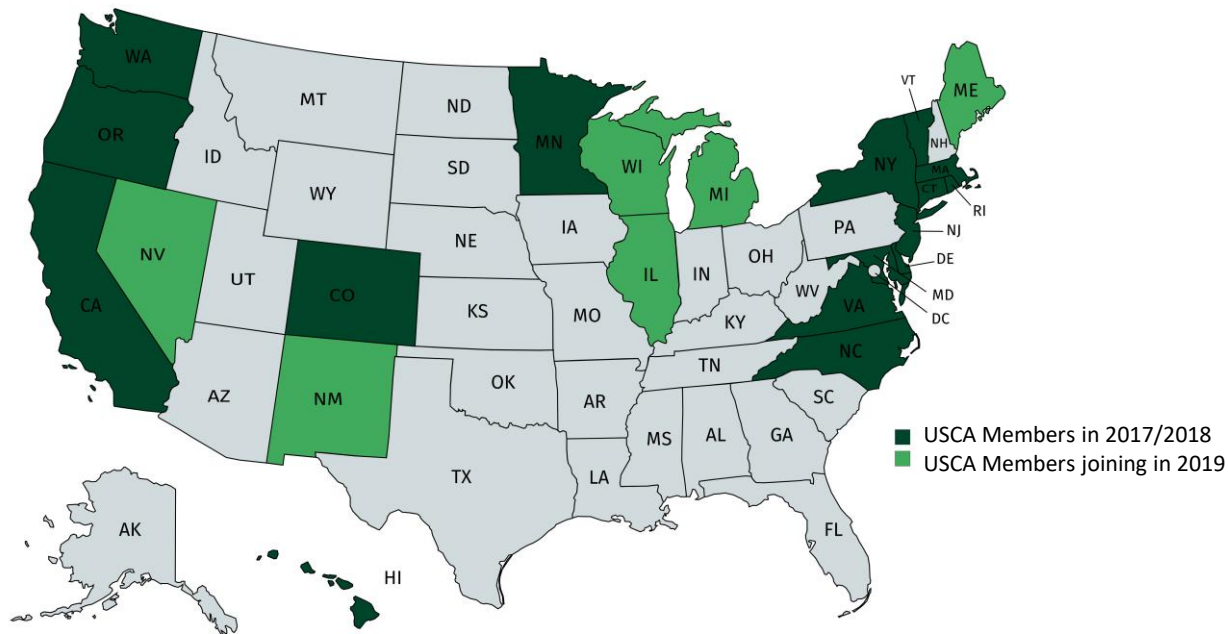 WA
OR
CA
NV
ID
MT
WY
UT
CO
AZ
NM
ND
SD
NE
KS
OK
TX
MN
IA
MO
AR
LA
WI
IL
MI
IN
OH
KY
TN
MS
AL
GA
FL
SC
NC
VA
WV
PA
NY
VT
NH
ME
MA
CT
RI
NJ
DE
MD
DC
AK
HI
USCA Members in 2017/2018
USCA Members joining in 2019